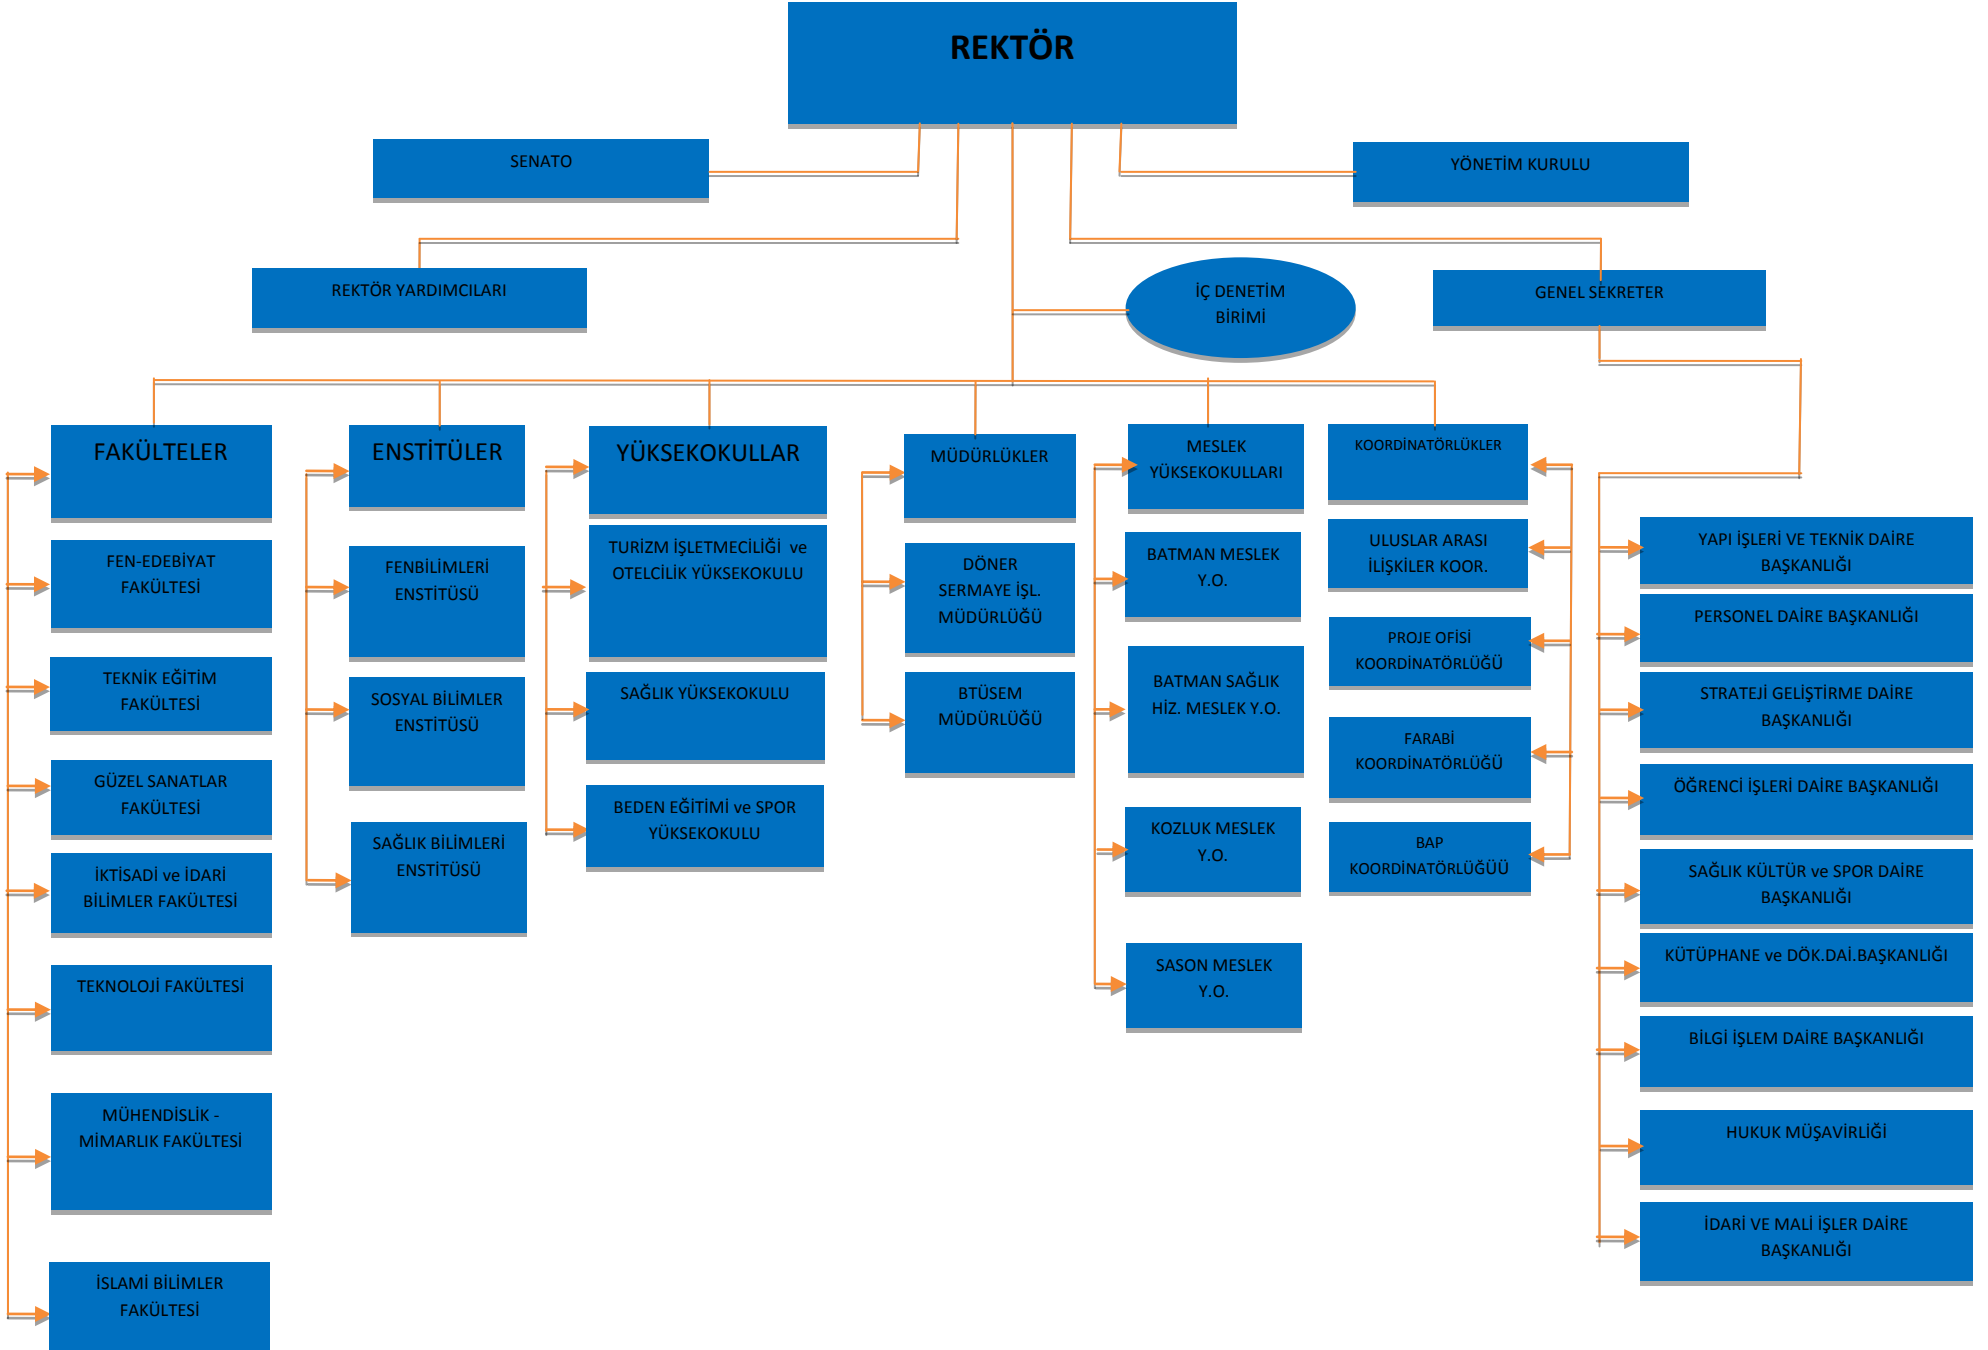 REKTÖR
SENATO
YÖNETİM KURULU
REKTÖR YARDIMCILARI
İÇ DENETİM
BİRİMİ
GENEL SEKRETER
FAKÜLTELER
FEN-EDEBİYAT
FAKÜLTESİ
TEKNİK EĞİTİM
FAKÜLTESİ
GÜZEL SANATLAR
FAKÜLTESİ
İKTİSADİ ve İDARİ
BİLİMLER FAKÜLTESİ
TEKNOLOJİ FAKÜLTESİ
MÜHENDİSLİK -
MİMARLIK FAKÜLTESİ
İSLAMİ BİLİMLER
FAKÜLTESİ
ENSTİTÜLER
FENBİLİMLERİ
ENSTİTÜSÜ
SOSYAL BİLİMLER
ENSTİTÜSÜ
SAĞLIK BİLİMLERİ
ENSTİTÜSÜ
YÜKSEKOKULLAR
TURİZM İŞLETMECİLİĞİ ve
OTELCİLİK YÜKSEKOKULU
SAĞLIK YÜKSEKOKULU
BEDEN EĞİTİMİ ve SPOR
YÜKSEKOKULU
MÜDÜRLÜKLER
DÖNER
SERMAYE İŞL.
MÜDÜRLÜĞÜ
BTÜSEM
MÜDÜRLÜĞÜ
MESLEK
YÜKSEKOKULLARI
BATMAN MESLEK
Y.O.
BATMAN SAĞLIK
HİZ. MESLEK Y.O.
KOZLUK MESLEK
Y.O.
SASON MESLEK
Y.O.
KOORDİNATÖRLÜKLER
ULUSLAR ARASI
İLİŞKİLER KOOR.
PROJE OFİSİ
KOORDİNATÖRLÜĞÜ
FARABİ
KOORDİNATÖRLÜĞÜ
BAP
KOORDİNATÖRLÜĞÜÜ
YAPI İŞLERİ VE TEKNİK DAİRE
BAŞKANLIĞI
PERSONEL DAİRE BAŞKANLIĞI
STRATEJİ GELİŞTİRME DAİRE
BAŞKANLIĞI
ÖĞRENCİ İŞLERİ DAİRE BAŞKANLIĞI
SAĞLIK KÜLTÜR ve SPOR DAİRE
BAŞKANLIĞI
KÜTÜPHANE ve DÖK.DAİ.BAŞKANLIĞI
BİLGİ İŞLEM DAİRE BAŞKANLIĞI
HUKUK MÜŞAVİRLİĞİ
İDARİ VE MALİ İŞLER DAİRE
BAŞKANLIĞI